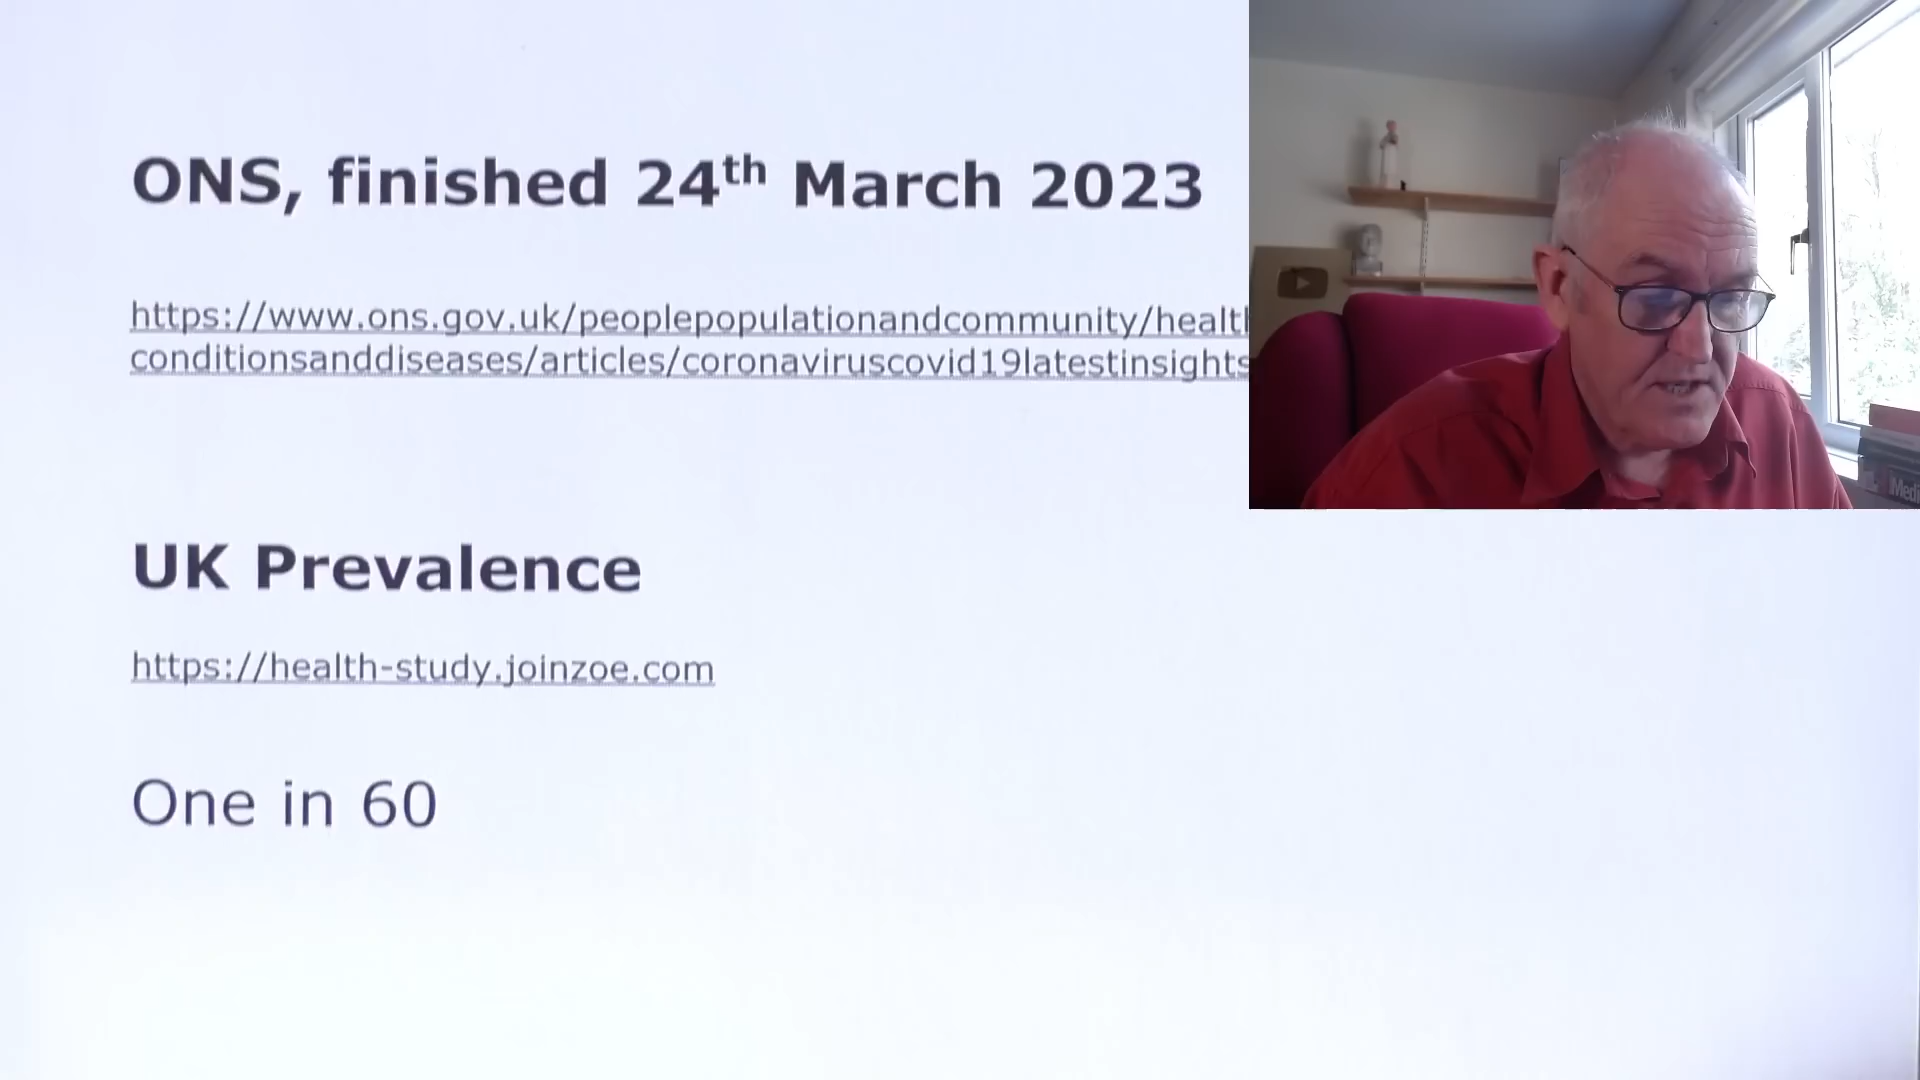 ONS, finished 24th March 2023
https://www.ons.gov.uk/peoplepopulationandcommunity/healt
conditionsanddiseases/articles/coronaviruscovid19latestinsights
UK Prevalence
https://health-study.joinzoe.com
One in 60